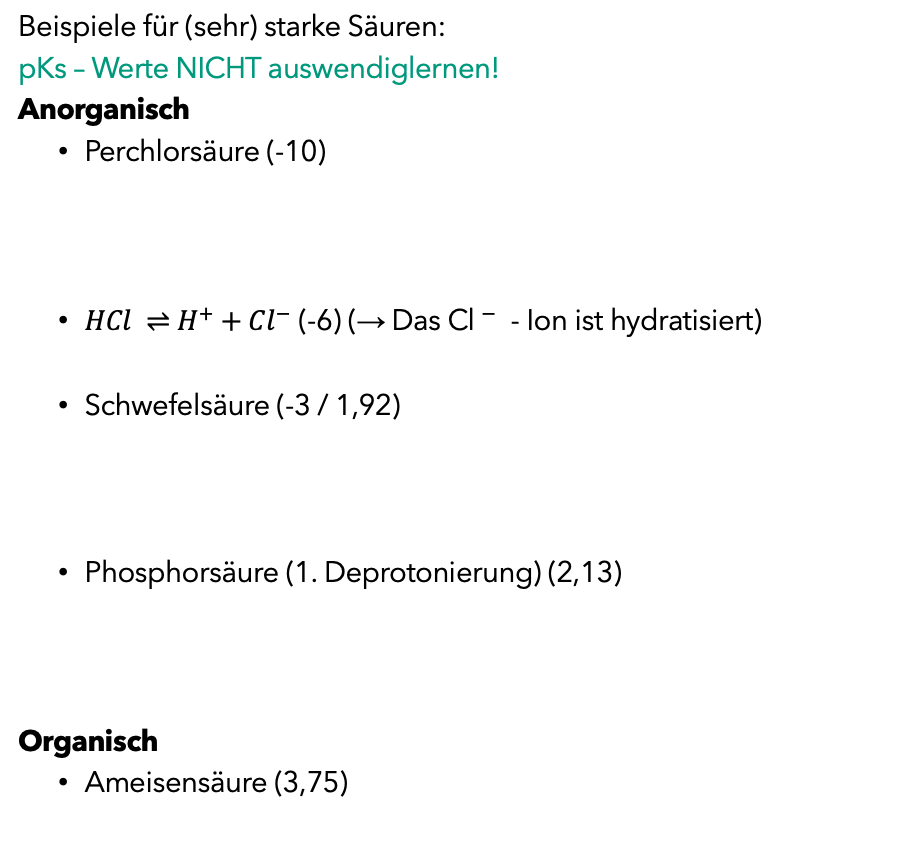 Beispiele für (sehr) starke Säuren:
pKs – Werte NICHT auswendiglernen!
Anorganisch
• Perchlorsäure (-10)
• HCl ⇌ H⁺ + Cl⁻ (-6) (→ Das Cl ⁻ - Ion ist hydratisiert)
• Schwefelsäure (-3 / 1,92)
• Phosphorsäure (1. Deprotonierung) (2,13)
Organisch
• Ameisensäure (3,75)